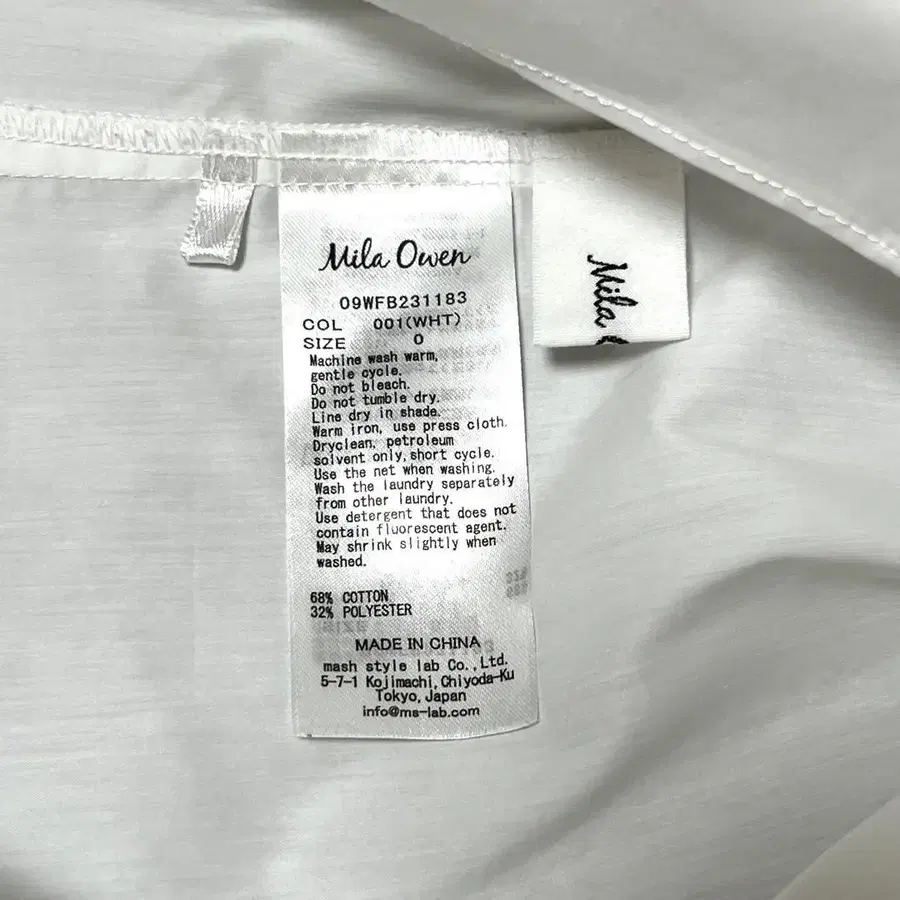 Mila Owen
09WFB231183
COL 001(WHT)
SIZE 0
Machine wash warm,
gentle cycle.
Do not bleach.
Do not tumble dry.
Line dry in shade.
Warm iron, use press cloth.
Dryclean, petroleum
solvent only,short cycle.
Use the net when washing.
Wash the laundry separately
from other laundry.
Use detergent that does not
contain fluorescent agent.
May shrink slightly when
washed.
68% COTTON
32% POLYESTER
MADE IN CHINA
mash style lab Co.,Ltd.
5-7-1 Kojimachi,Chiyoda-Ku
Tokyo,Japan
info@ms-lab.com
Mila